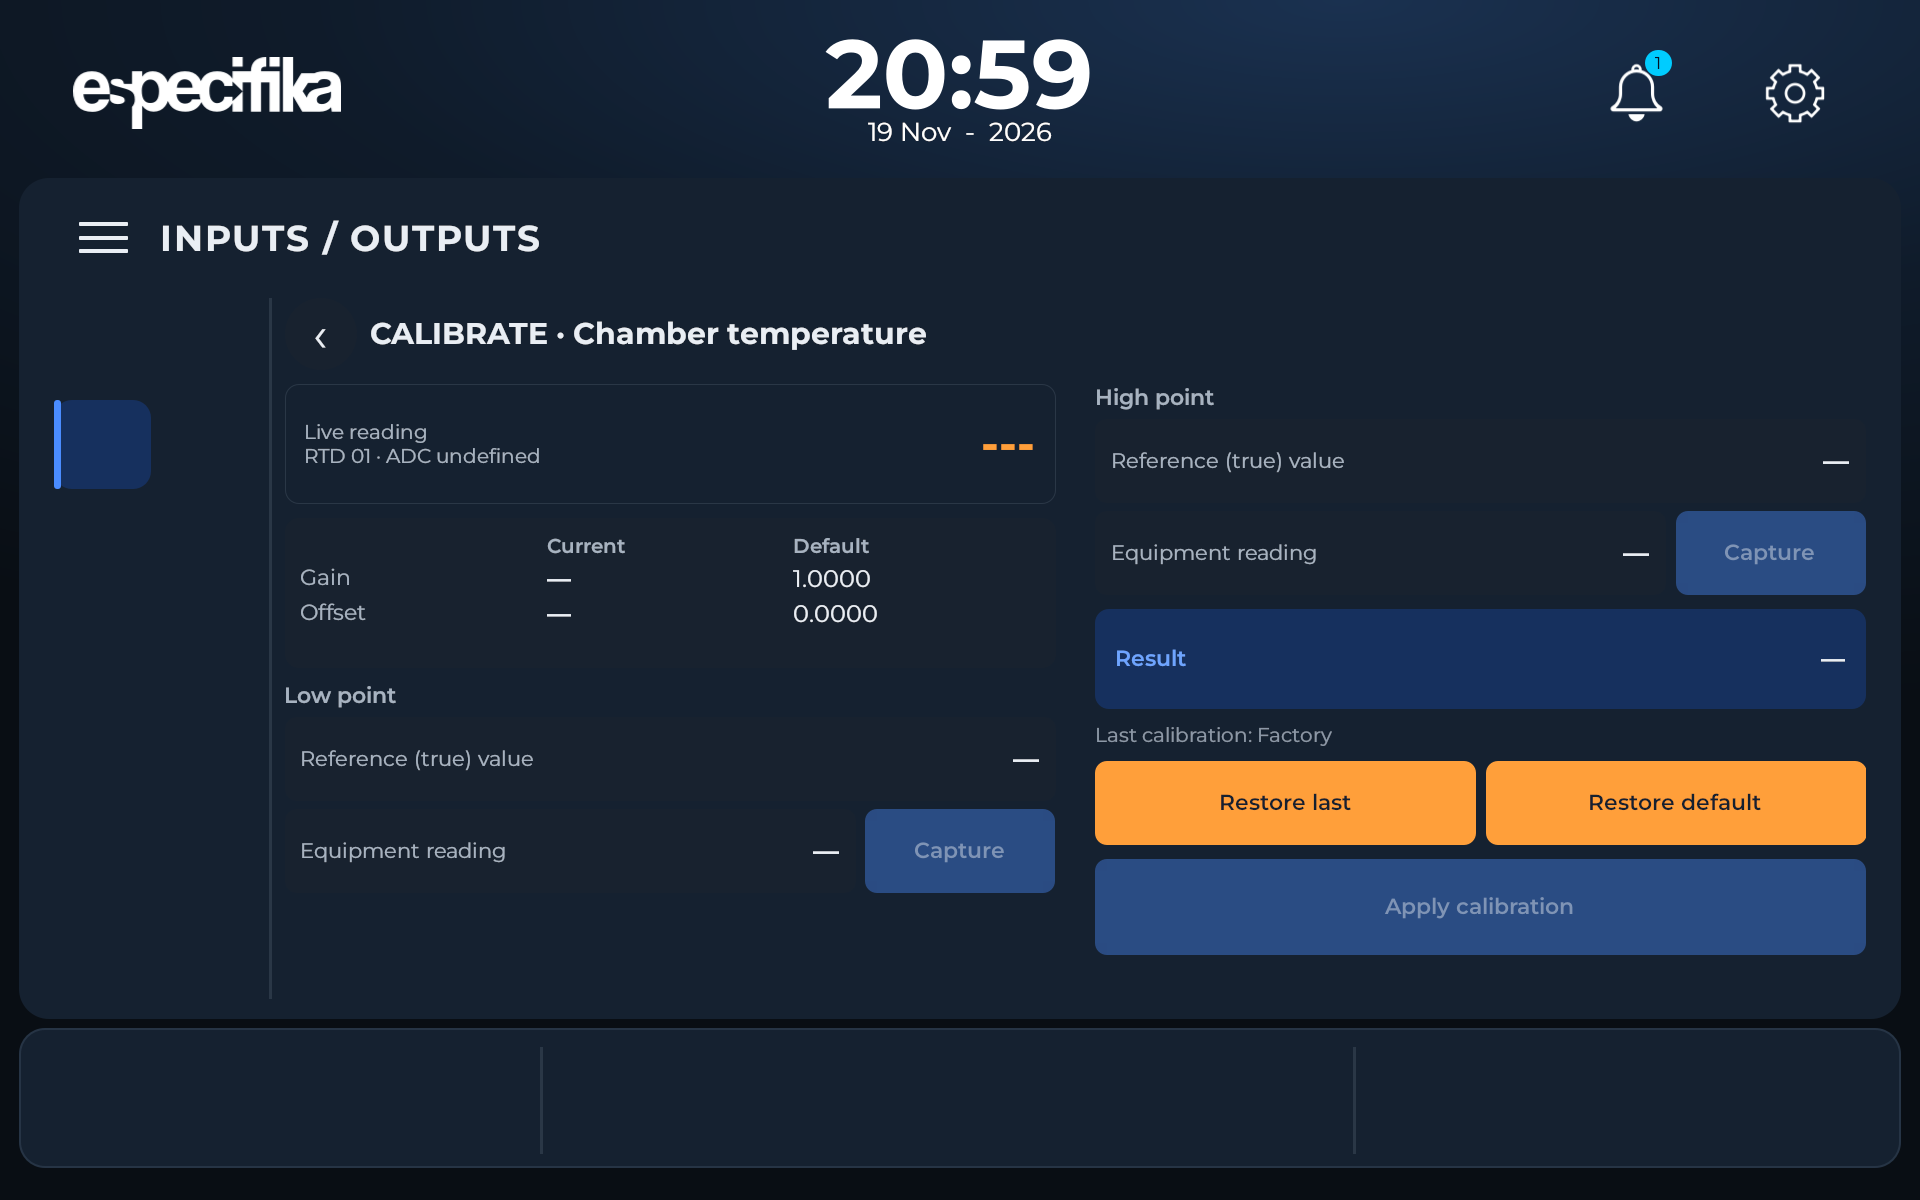 especifika
20:59
19 Nov - 2026
1
INPUTS / OUTPUTS
‹ CALIBRATE · Chamber temperature
Live reading
RTD 01 · ADC undefined
---
Current Default
Gain — 1.0000
Offset — 0.0000
Low point
Reference (true) value —
Equipment reading — Capture
High point
Reference (true) value —
Equipment reading — Capture
Result —
Last calibration: Factory
Restore last Restore default
Apply calibration